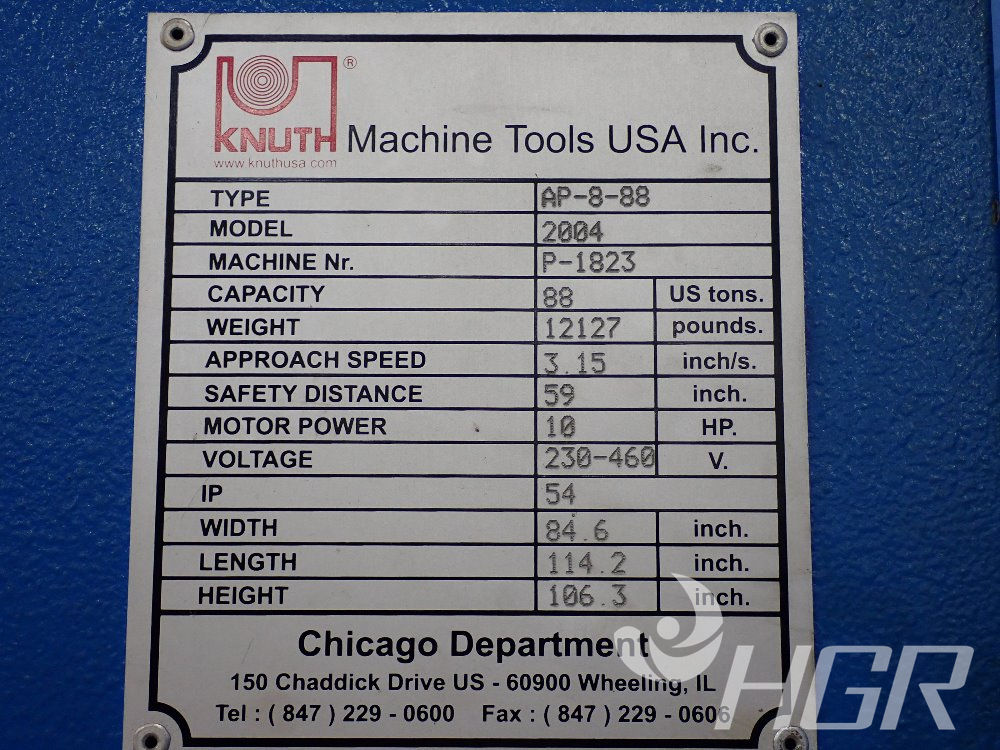 KNUTH ® Machine Tools USA Inc.
www.knuthusa.com
TYPE AP-8-88
MODEL 2004
MACHINE Nr. P-1823
CAPACITY 88 US tons.
WEIGHT 12127 pounds.
APPROACH SPEED 3.15 inch/s.
SAFETY DISTANCE 59 inch.
MOTOR POWER 10 HP.
VOLTAGE 230-460 V.
IP 54
WIDTH 84.6 inch.
LENGTH 114.2 inch.
HEIGHT 106.3 inch.
Chicago Department
150 Chaddick Drive US - 60900 Wheeling, IL
Tel : ( 847 ) 229 - 0600 Fax : ( 847 ) 229 - 0606
HGR